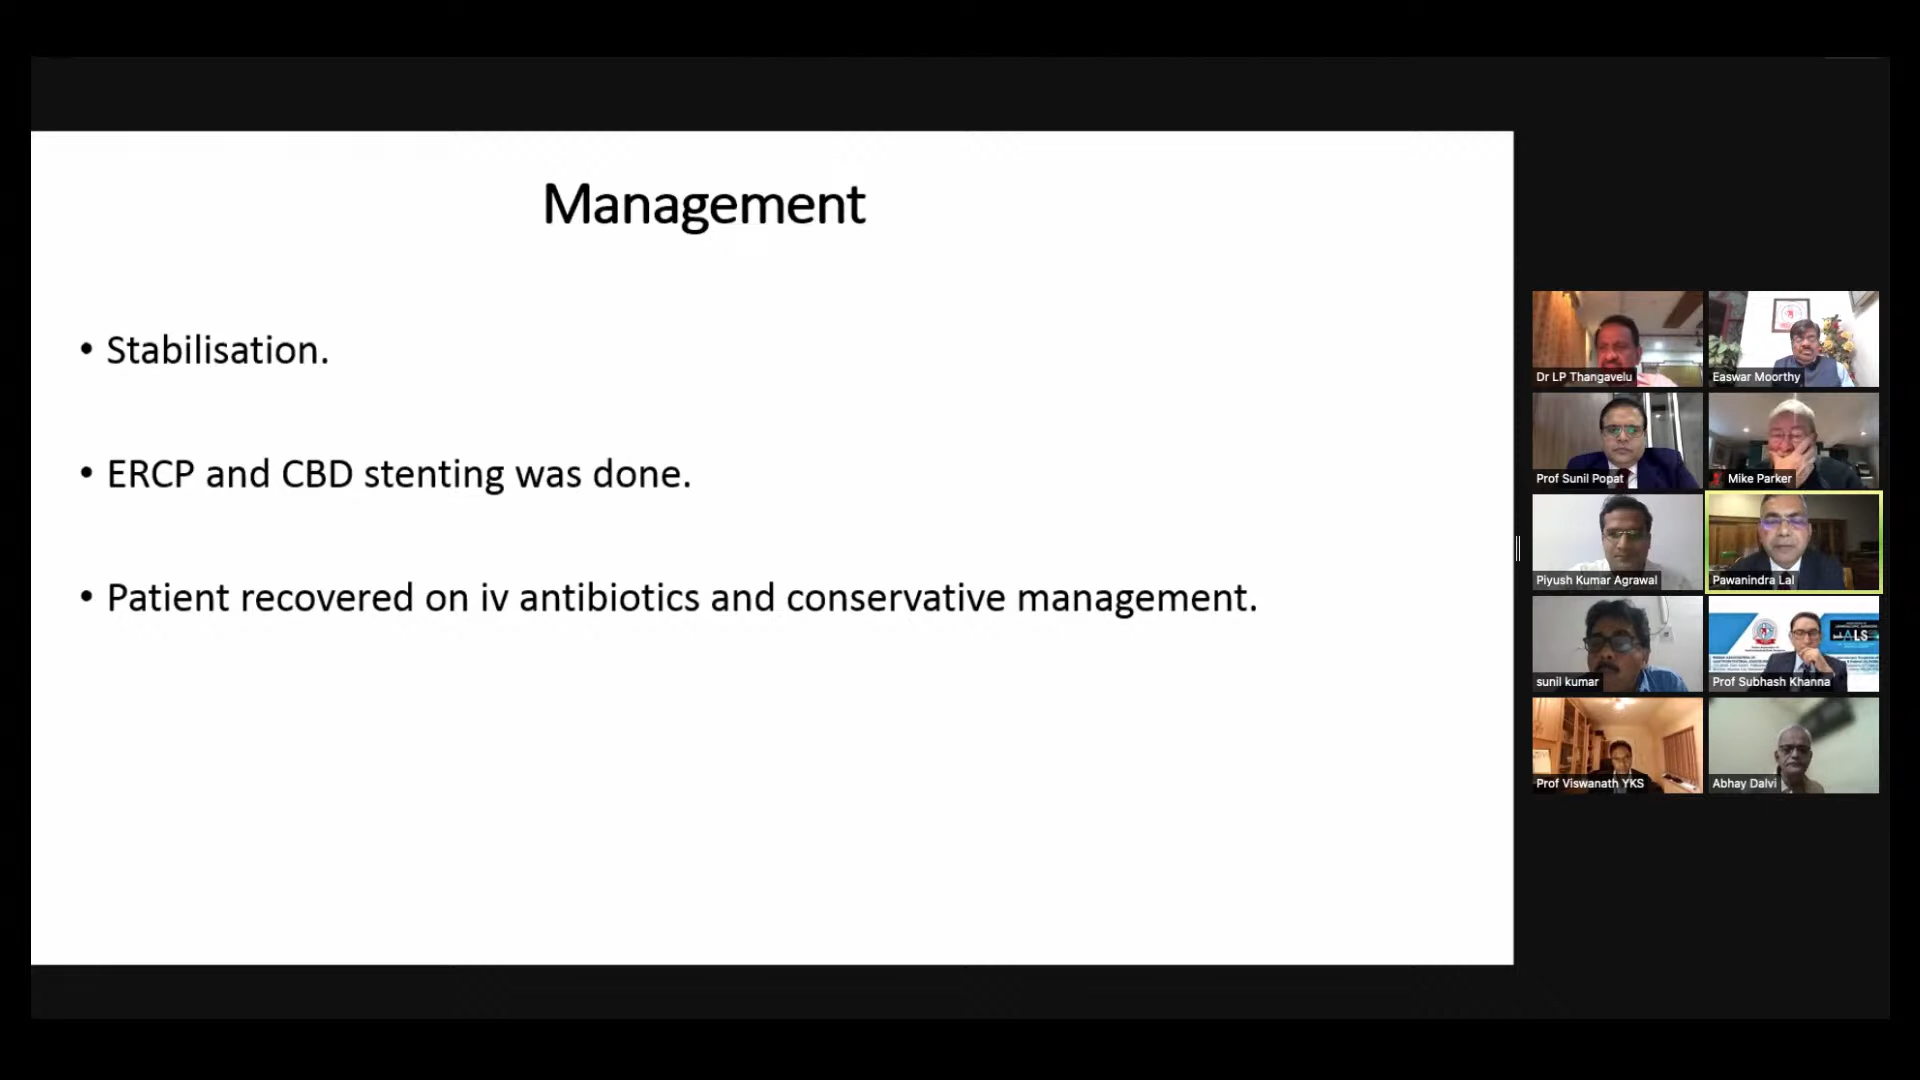 Management
• Stabilisation.
• ERCP and CBD stenting was done.
• Patient recovered on iv antibiotics and conservative management.
Dr LP Thangavelu
Easwar Moorthy
Prof Sunil Popat
Mike Parker
Piyush Kumar Agrawal
Pawanindra Lal
sunil kumar
ALS
Prof Subhash Khanna
Prof Viswanath YKS
Abhay Dalvi